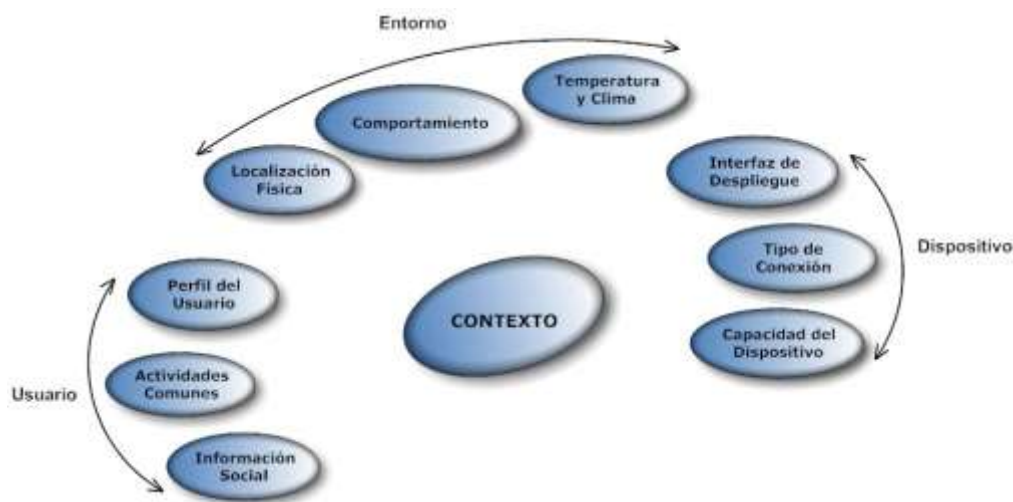 Entorno
Temperatura
y Clima
Comportamiento
Localización
Física
Interfaz de
Despliegue
Tipo de
Conexión
Dispositivo
Capacidad del
Dispositivo
CONTEXTO
Perfil del
Usuario
Actividades
Comunes
Usuario
Información
Social